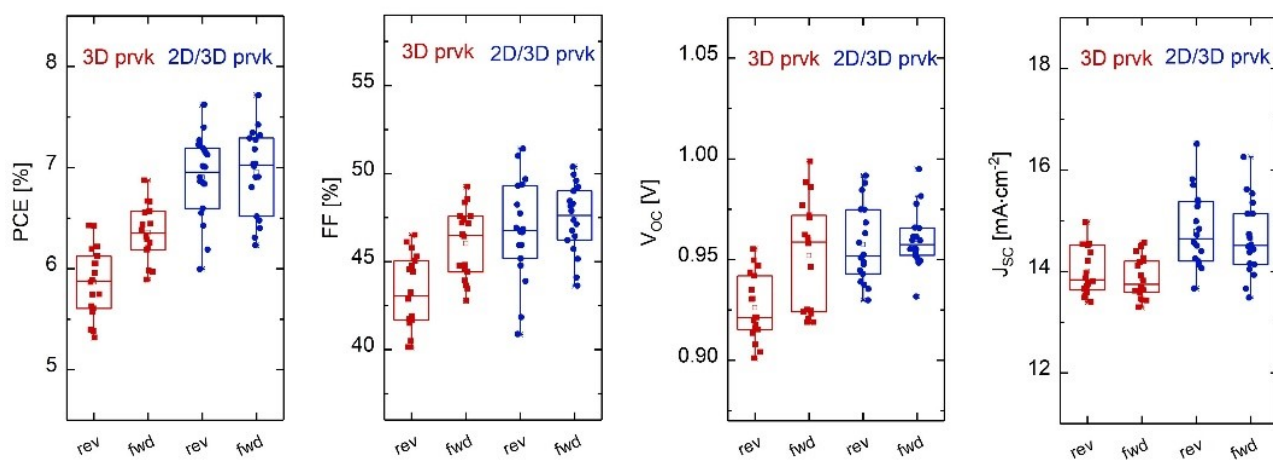 PCE [%]
8
7
6
5
3D prvk 2D/3D prvk
rev fwd rev fwd
FF [%]
55
50
45
40
3D prvk 2D/3D prvk
rev fwd rev fwd
V_OC [V]
1.05
1.00
0.95
0.90
3D prvk 2D/3D prvk
rev fwd rev fwd
J_SC [mA·cm⁻²]
18
16
14
12
3D prvk 2D/3D prvk
rev fwd rev fwd